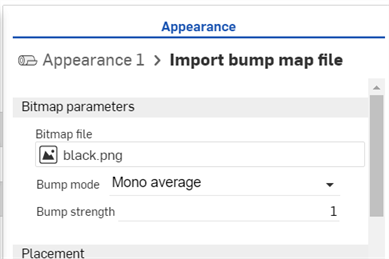 Appearance
Appearance 1 > Import bump map file
Bitmap parameters
Bitmap file
black.png
Bump mode Mono average
Bump strength 1
Placement